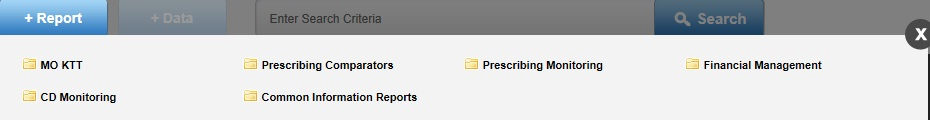 + Report + Data Enter Search Criteria Search
X
MO KTT Prescribing Comparators Prescribing Monitoring Financial Management
CD Monitoring Common Information Reports